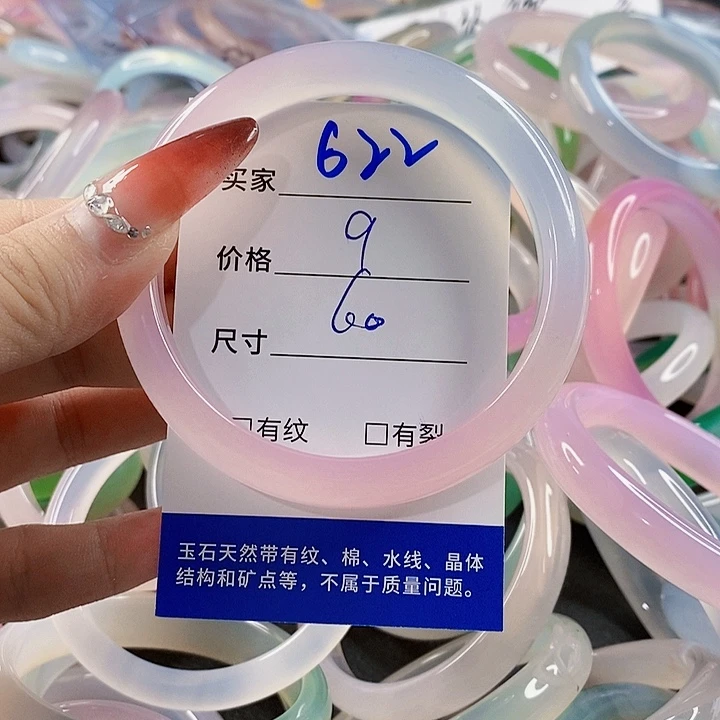 买家 622
价格 9
尺寸 60
□有纹 □有裂
玉石天然带有纹、棉、水线、晶体
结构和矿点等，不属于质量问题。